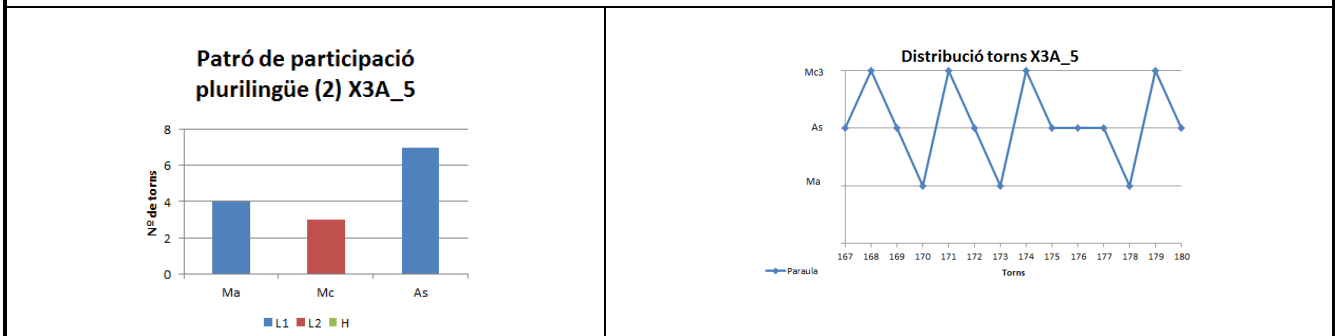 Patró de participació
plurilingüe (2) X3A_5
8
6
4
2
0
Nº de torns
Ma Mc As
L1 L2 H
Distribució torns X3A_5
Mc3
As
Ma
167 168 169 170 171 172 173 174 175 176 177 178 179 180
Paraula
Torns